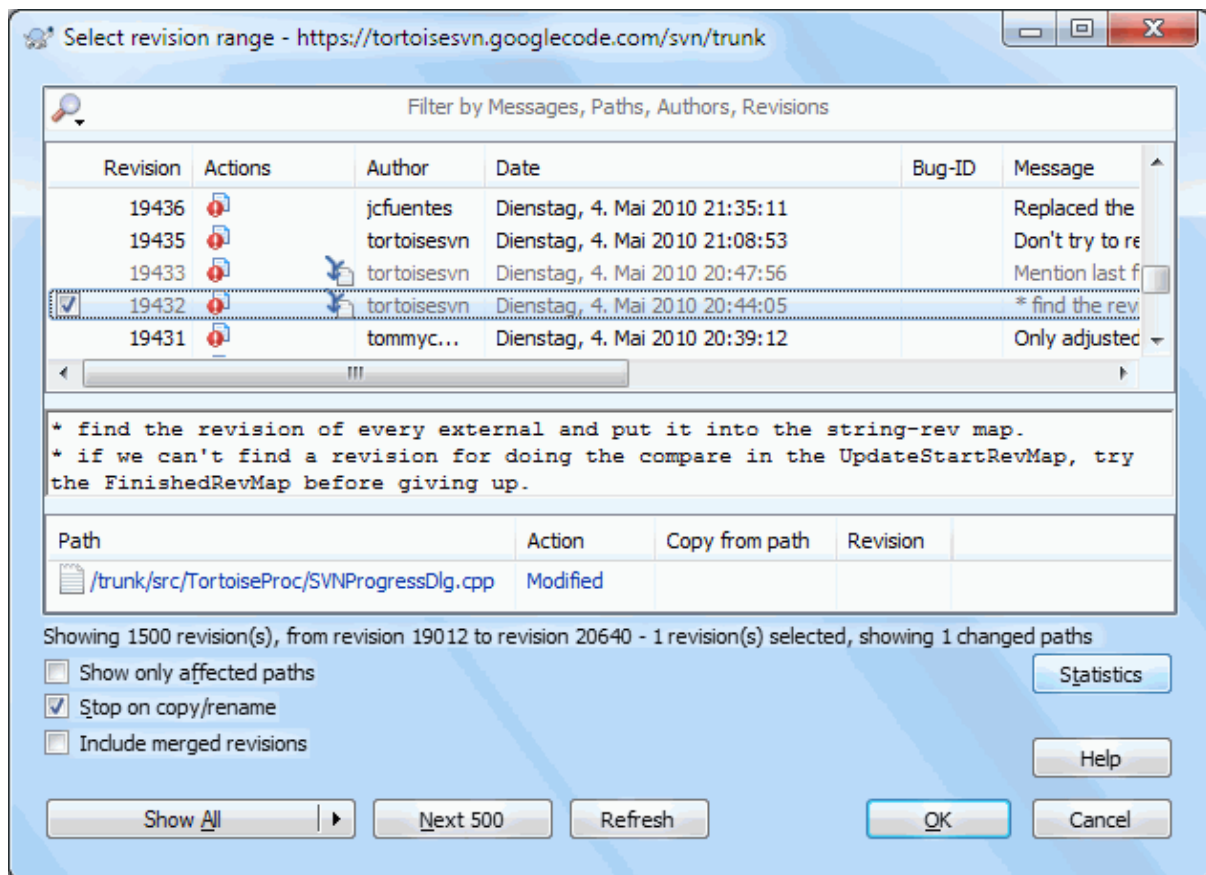 Select revision range - https://tortoisesvn.googlecode.com/svn/trunk
Filter by Messages, Paths, Authors, Revisions
Revision Actions Author Date Bug-ID Message
19436 jcfuentes Dienstag, 4. Mai 2010 21:35:11 Replaced the
19435 tortoisesvn Dienstag, 4. Mai 2010 21:08:53 Don't try to re
19433 tortoisesvn Dienstag, 4. Mai 2010 20:47:56 Mention last f
19432 tortoisesvn Dienstag, 4. Mai 2010 20:44:05 * find the rev
19431 tommyc... Dienstag, 4. Mai 2010 20:39:12 Only adjusted
* find the revision of every external and put it into the string-rev map.
* if we can't find a revision for doing the compare in the UpdateStartRevMap, try
the FinishedRevMap before giving up.
Path Action Copy from path Revision
/trunk/src/TortoiseProc/SVNProgressDlg.cpp Modified
Showing 1500 revision(s), from revision 19012 to revision 20640 - 1 revision(s) selected, showing 1 changed paths
Show only affected paths
Statistics
Stop on copy/rename
Include merged revisions
Help
Show All Next 500 Refresh OK Cancel